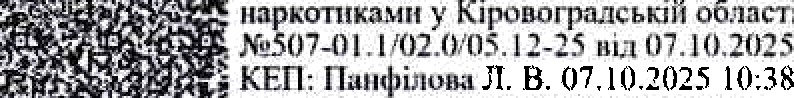 наркотиками у Кіровоградській област
№507-01.1/02.0/05.12-25 від 07.10.2025
КЕП: Панфілова Л. В. 07.10.2025 10:38